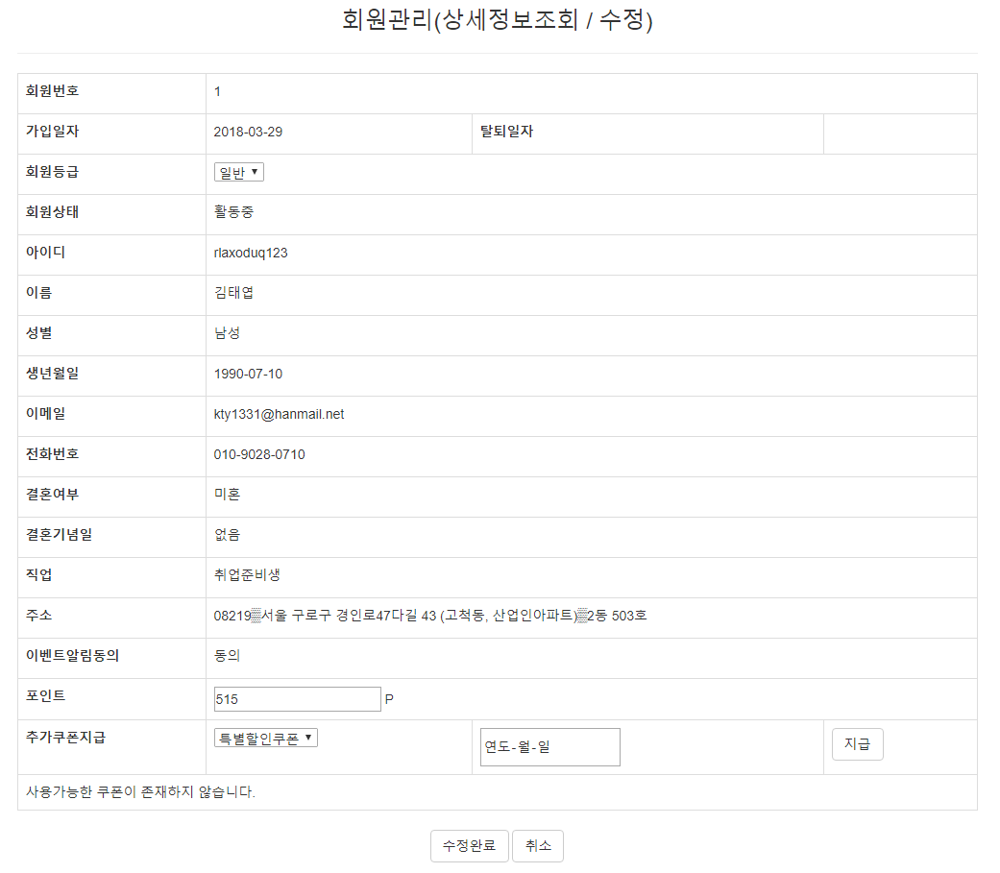 회원관리(상세정보조회 / 수정)
회원번호 1
가입일자 2018-03-29 탈퇴일자
회원등급 일반
회원상태 활동중
아이디 rlaxoduq123
이름 김태엽
성별 남성
생년월일 1990-07-10
이메일 kty1331@hanmail.net
전화번호 010-9028-0710
결혼여부 미혼
결혼기념일 없음
직업 취업준비생
주소 08219▒서울 구로구 경인로47다길 43 (고척동, 산업인아파트)▒2동 503호
이벤트알림동의 동의
포인트 515 P
추가쿠폰지급 특별할인쿠폰 연도-월-일 지급
사용가능한 쿠폰이 존재하지 않습니다.
수정완료 취소